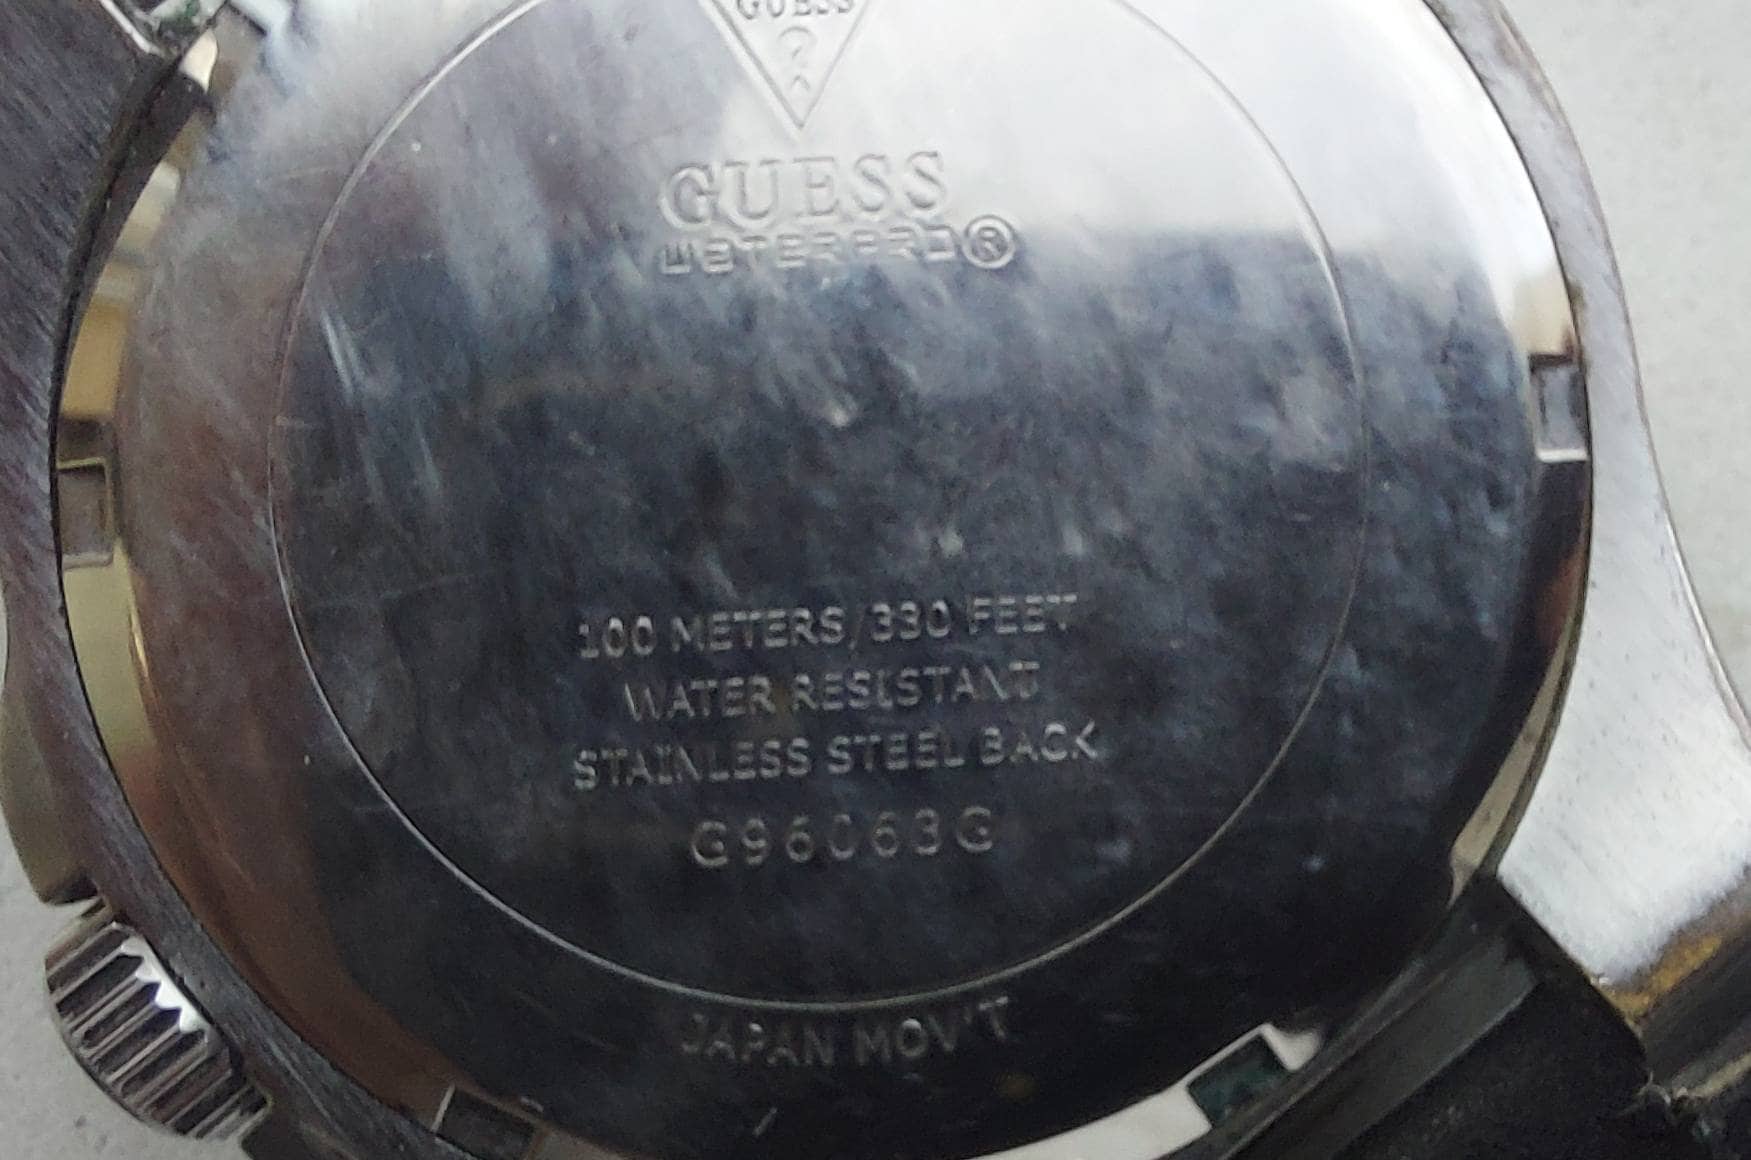 GUESS
?
GUESS
WATERPRO®
100 METERS/330 FEET
WATER RESISTANT
STAINLESS STEEL BACK
G96063G
JAPAN MOV'T